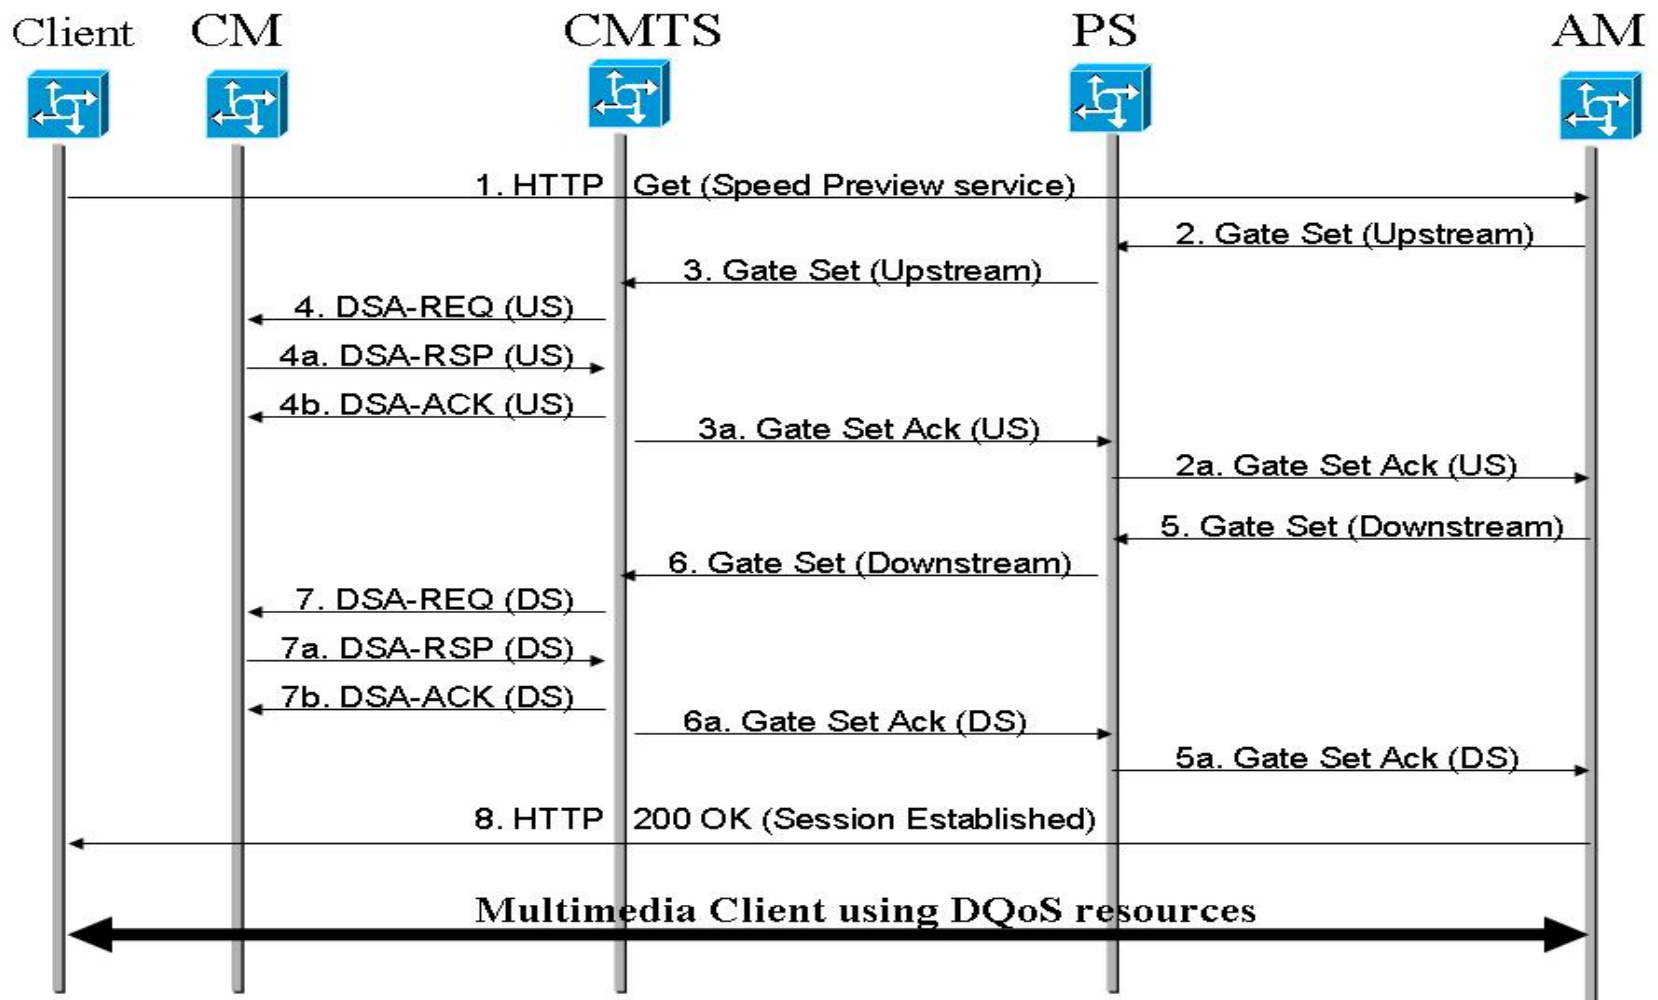 Client CM CMTS PS AM
1. HTTP Get (Speed Preview service)
2. Gate Set (Upstream)
3. Gate Set (Upstream)
4. DSA-REQ (US)
4a. DSA-RSP (US)
4b. DSA-ACK (US)
3a. Gate Set Ack (US)
2a. Gate Set Ack (US)
5. Gate Set (Downstream)
6. Gate Set (Downstream)
7. DSA-REQ (DS)
7a. DSA-RSP (DS)
7b. DSA-ACK (DS)
6a. Gate Set Ack (DS)
5a. Gate Set Ack (DS)
8. HTTP 200 OK (Session Established)
Multimedia Client using DQoS resources